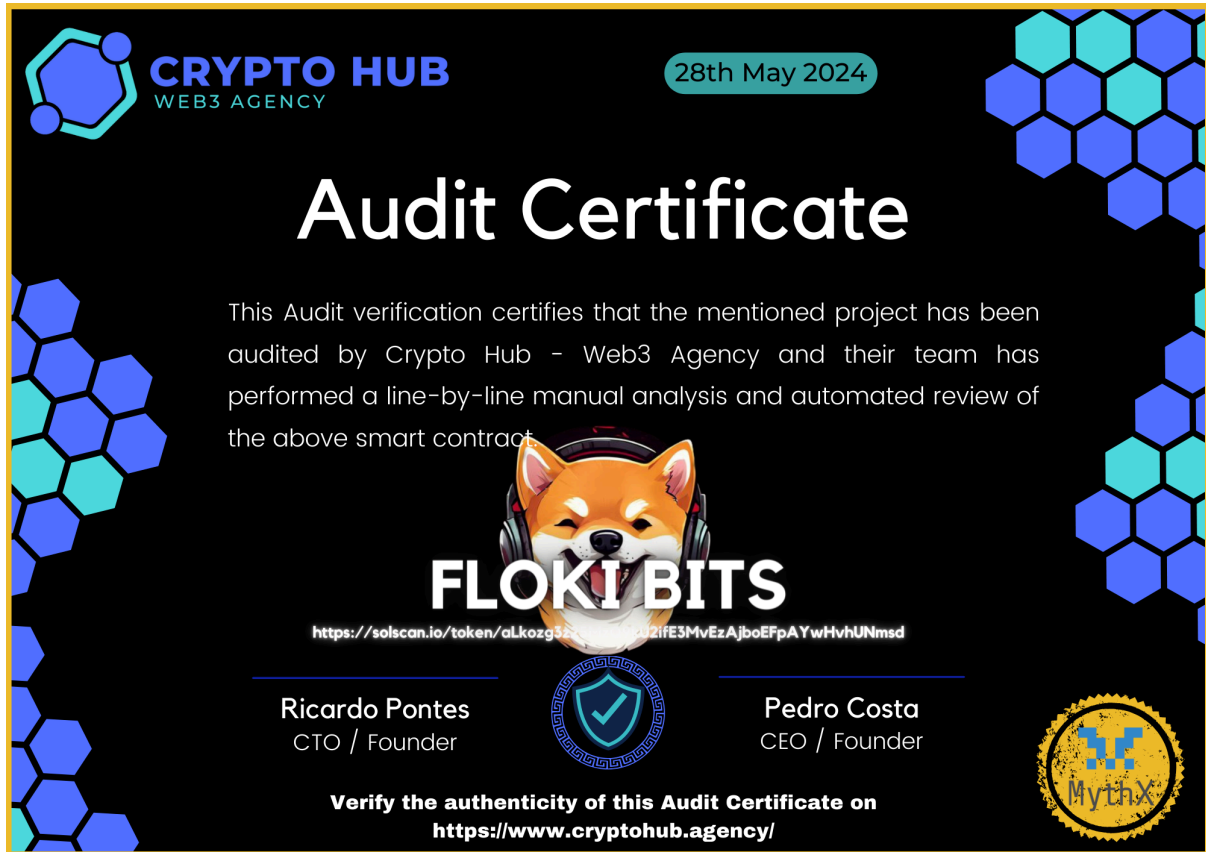 CRYPTO HUB
WEB3 AGENCY
28th May 2024
Audit Certificate
This Audit verification certifies that the mentioned project has been
audited by Crypto Hub - Web3 Agency and their team has
performed a line-by-line manual analysis and automated review of
the above smart contract.
FLOKI BITS
Ricardo Pontes
CTO / Founder
Pedro Costa
CEO / Founder
MythX
Verify the authenticity of this Audit Certificate on
https://www.cryptohub.agency/